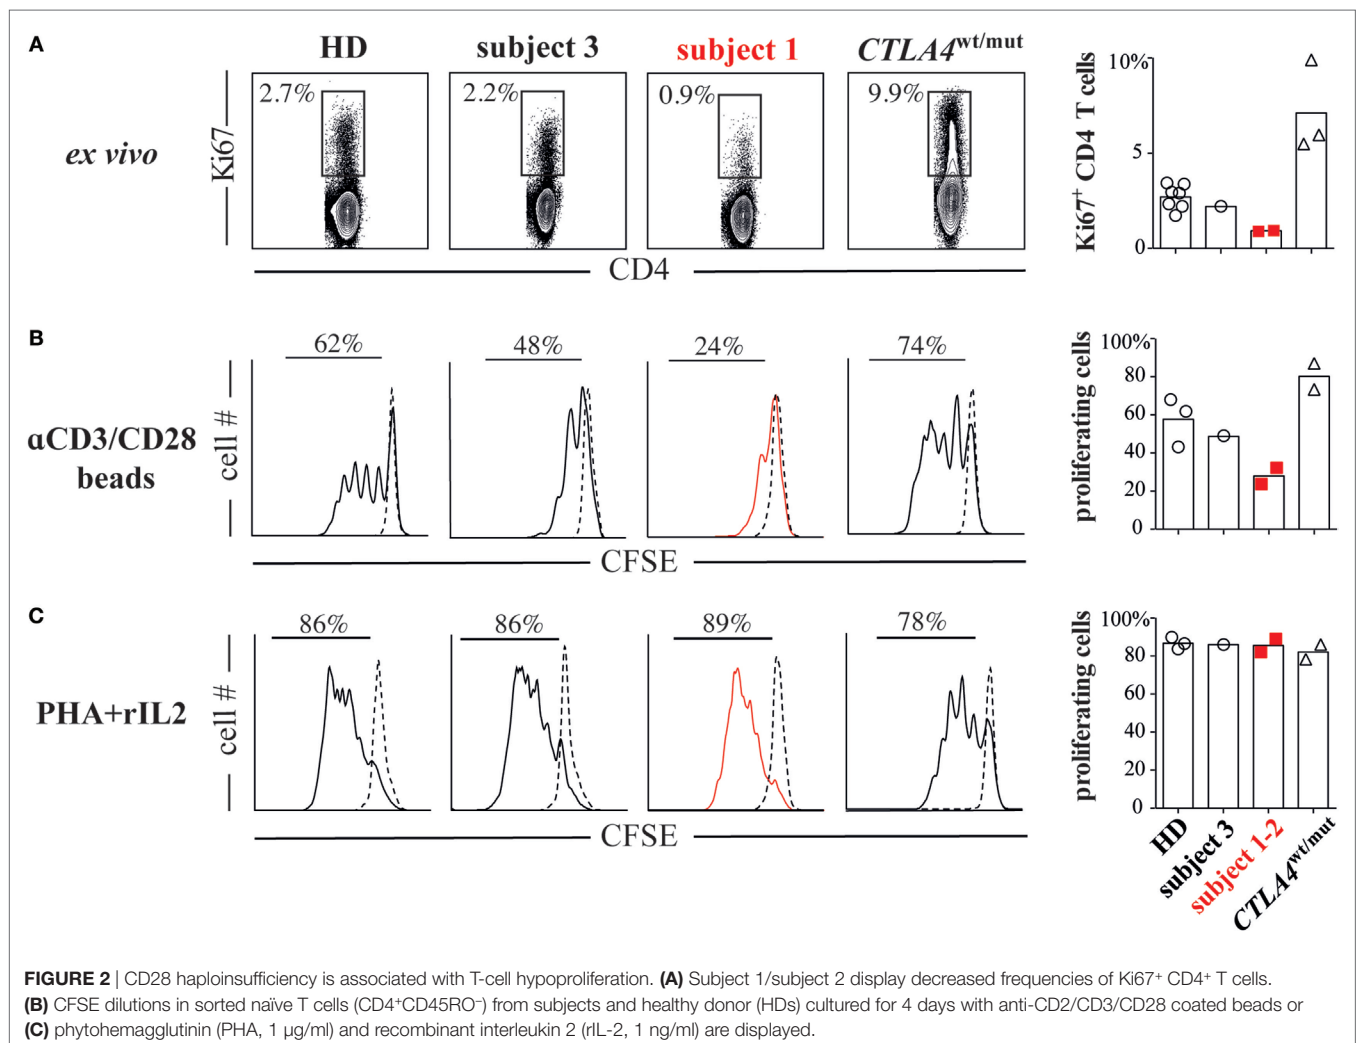 A
HD
subject 3
subject 1
CTLA4wt/mut
ex vivo
Ki67
2.7%
2.2%
0.9%
9.9%
CD4
Ki67+ CD4 T cells
10%
5
0
B
αCD3/CD28
beads
cell #
62%
48%
24%
74%
CFSE
proliferating cells
100%
80
60
40
20
0
C
PHA+rIL2
cell #
86%
86%
89%
78%
CFSE
proliferating cells
100%
80
60
40
20
0
HD
subject 3
subject 1-2
CTLA4wt/mut
FIGURE 2 | CD28 haploinsufficiency is associated with T-cell hypoproliferation. (A) Subject 1/subject 2 display decreased frequencies of Ki67+ CD4+ T cells.
(B) CFSE dilutions in sorted naïve T cells (CD4+CD45RO−) from subjects and healthy donor (HDs) cultured for 4 days with anti-CD2/CD3/CD28 coated beads or
(C) phytohemagglutinin (PHA, 1 µg/ml) and recombinant interleukin 2 (rIL-2, 1 ng/ml) are displayed.